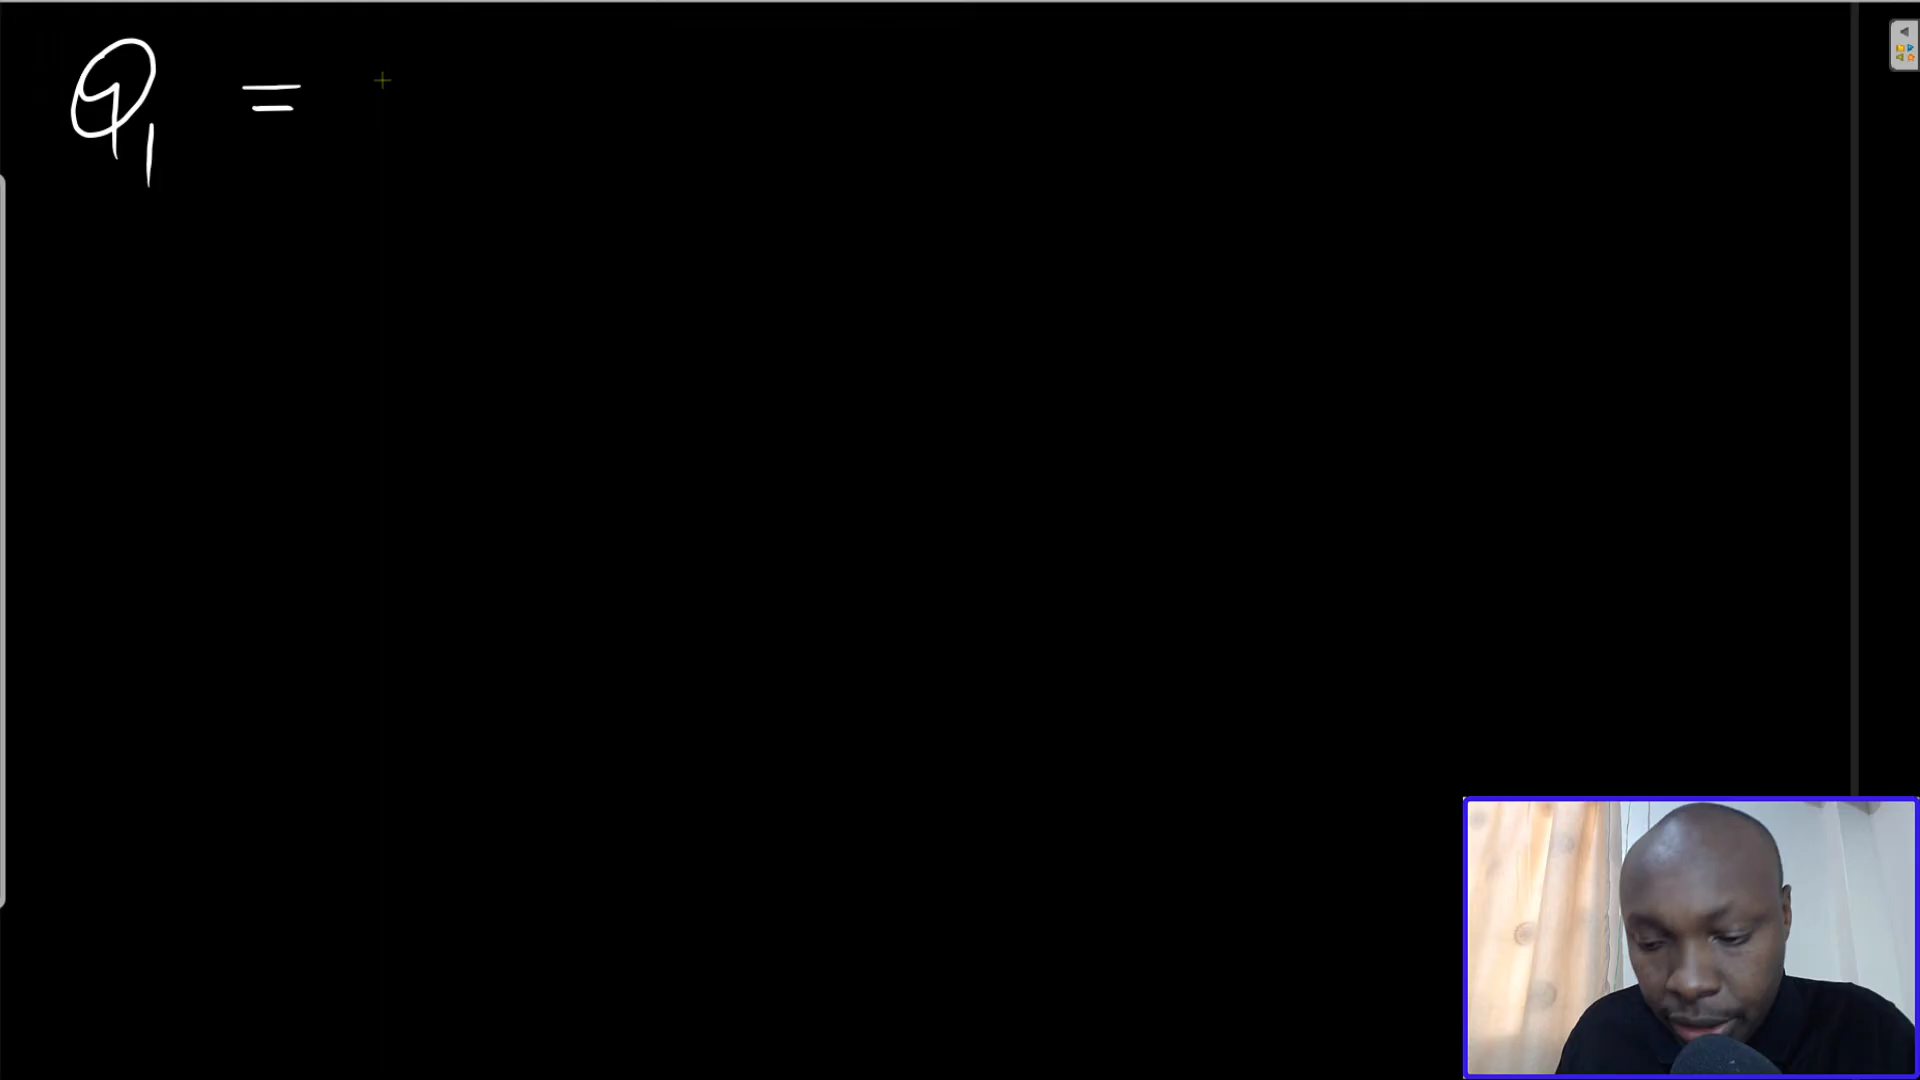 Q₁ =